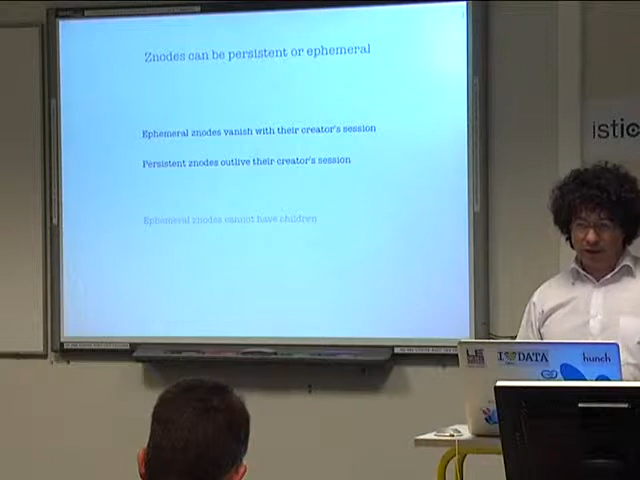 Znodes can be persistent or ephemeral
Ephemeral znodes vanish with their creator's session
Persistent znodes outlive their creator's session
Ephemeral znodes cannot have children
istic
I DATA
hunch